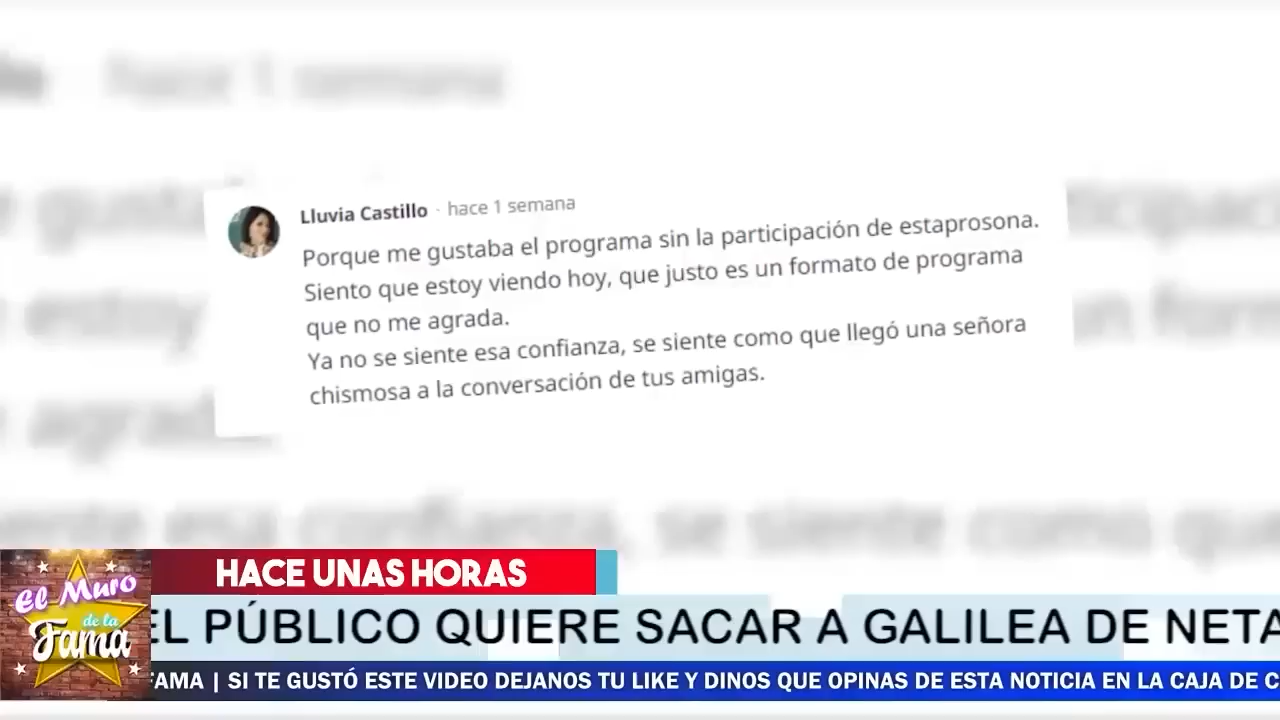 hace 1 semana
Lluvia Castillo · hace 1 semana
Porque me gustaba el programa sin la participación de estaprosona.
Siento que estoy viendo hoy, que justo es un formato de programa
que no me agrada.
Ya no se siente esa confianza, se siente como que llegó una señora
chismosa a la conversación de tus amigas.
HACE UNAS HORAS
El Muro
de la
Fama
EL PÚBLICO QUIERE SACAR A GALILEA DE NETA
FAMA | SI TE GUSTÓ ESTE VIDEO DEJANOS TU LIKE Y DINOS QUE OPINAS DE ESTA NOTICIA EN LA CAJA DE C